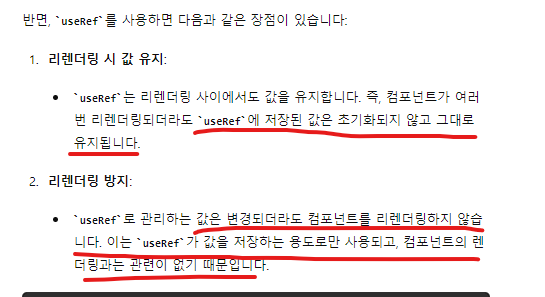 반면, `useRef`를 사용하면 다음과 같은 장점이 있습니다:
1. 리렌더링 시 값 유지:
• `useRef`는 리렌더링 사이에서도 값을 유지합니다. 즉, 컴포넌트가 여러
번 리렌더링되더라도 `useRef`에 저장된 값은 초기화되지 않고 그대로
유지됩니다.
2. 리렌더링 방지:
• `useRef`로 관리하는 값은 변경되더라도 컴포넌트를 리렌더링하지 않습
니다. 이는 `useRef`가 값을 저장하는 용도로만 사용되고, 컴포넌트의 렌
더링과는 관련이 없기 때문입니다.